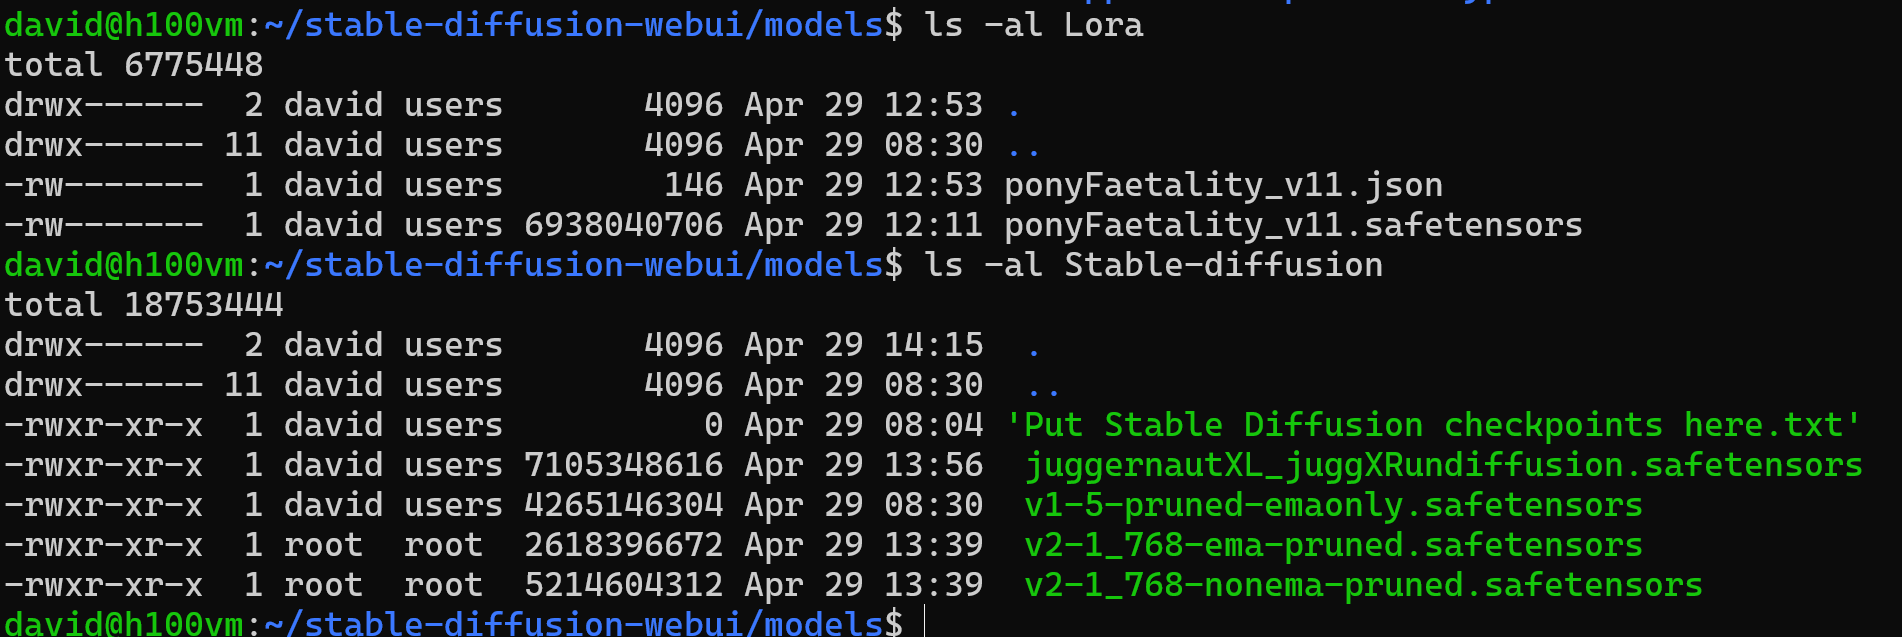 david@h100vm:~/stable-diffusion-webui/models$ ls -al Lora
total 6775448
drwx------  2 david users       4096 Apr 29 12:53 .
drwx------ 11 david users       4096 Apr 29 08:30 ..
-rw-------  1 david users        146 Apr 29 12:53 ponyFaetality_v11.json
-rw-------  1 david users 6938040706 Apr 29 12:11 ponyFaetality_v11.safetensors
david@h100vm:~/stable-diffusion-webui/models$ ls -al Stable-diffusion
total 18753444
drwx------  2 david users       4096 Apr 29 14:15  .
drwx------ 11 david users       4096 Apr 29 08:30  ..
-rwxr-xr-x  1 david users          0 Apr 29 08:04 'Put Stable Diffusion checkpoints here.txt'
-rwxr-xr-x  1 david users 7105348616 Apr 29 13:56  juggernautXL_juggXRundiffusion.safetensors
-rwxr-xr-x  1 david users 4265146304 Apr 29 08:30  v1-5-pruned-emaonly.safetensors
-rwxr-xr-x  1 root  root  2618396672 Apr 29 13:39  v2-1_768-ema-pruned.safetensors
-rwxr-xr-x  1 root  root  5214604312 Apr 29 13:39  v2-1_768-nonema-pruned.safetensors
david@h100vm:~/stable-diffusion-webui/models$